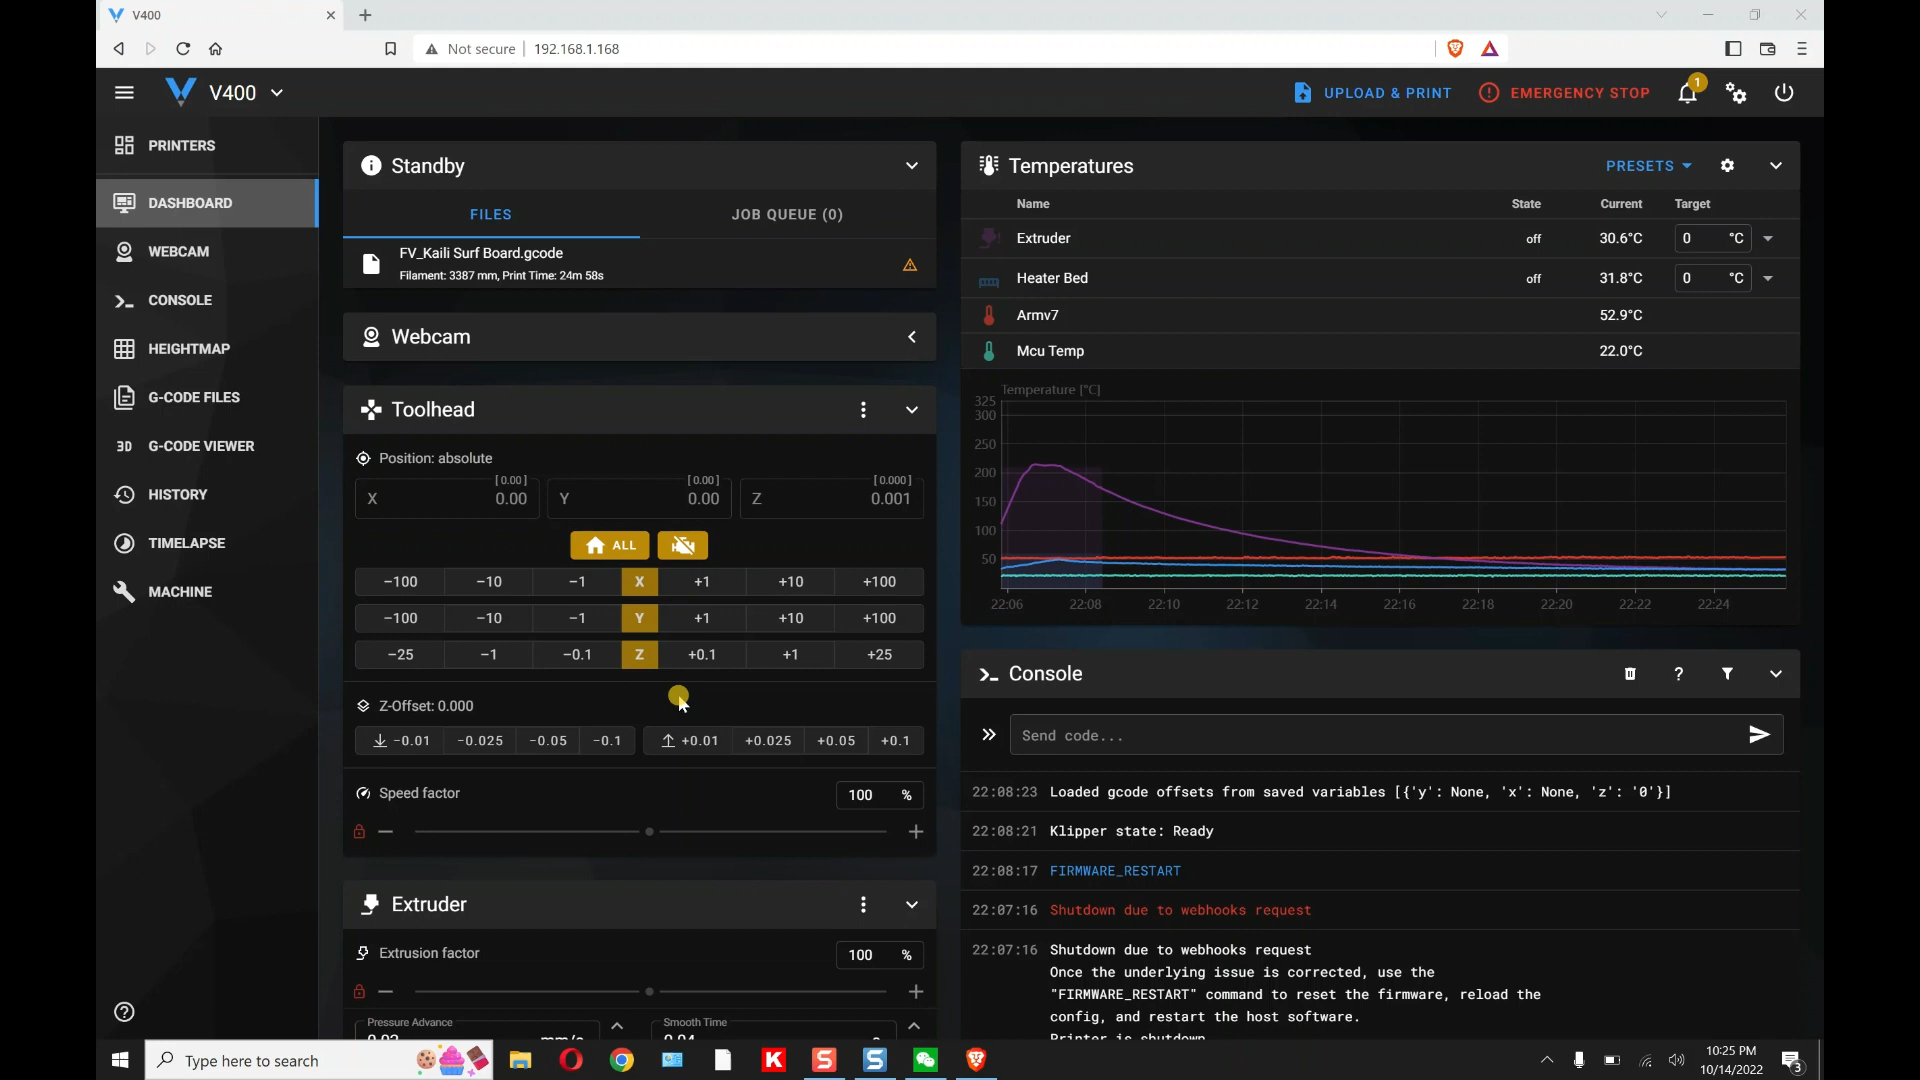 V400
Not secure
192.168.1.168
V400
UPLOAD & PRINT
EMERGENCY STOP
1
PRINTERS
DASHBOARD
WEBCAM
CONSOLE
HEIGHTMAP
G-CODE FILES
3D G-CODE VIEWER
HISTORY
TIMELAPSE
MACHINE
Standby
FILES JOB QUEUE (0)
FV_Kaili Surf Board.gcode
Filament: 3387 mm, Print Time: 24m 58s
Webcam
Toolhead
Position: absolute
[ 0.00 ] [ 0.00 ] [ 0.000 ]
X 0.00 Y 0.00 Z 0.001
ALL
−100 −10 −1 X +1 +10 +100
−100 −10 −1 Y +1 +10 +100
−25 −1 −0.1 Z +0.1 +1 +25
Z-Offset: 0.000
−0.01 −0.025 −0.05 −0.1 +0.01 +0.025 +0.05 +0.1
Speed factor 100 %
Extruder
Extrusion factor 100 %
Pressure Advance Smooth Time
Temperatures PRESETS
Name State Current Target
Extruder off 30.6°C 0 °C
Heater Bed off 31.8°C 0 °C
Armv7 52.9°C
Mcu Temp 22.0°C
Temperature [°C]
325
300
250
200
150
100
50
22:06 22:08 22:10 22:12 22:14 22:16 22:18 22:20 22:22 22:24
Console
Send code...
22:08:23 Loaded gcode offsets from saved variables [{'y': None, 'x': None, 'z': '0'}]
22:08:21 Klipper state: Ready
22:08:17 FIRMWARE_RESTART
22:07:16 Shutdown due to webhooks request
22:07:16 Shutdown due to webhooks request
Once the underlying issue is corrected, use the
"FIRMWARE_RESTART" command to reset the firmware, reload the
config, and restart the host software.
Printer is shutdown
Type here to search
K
S
S
10:25 PM
10/14/2022
3